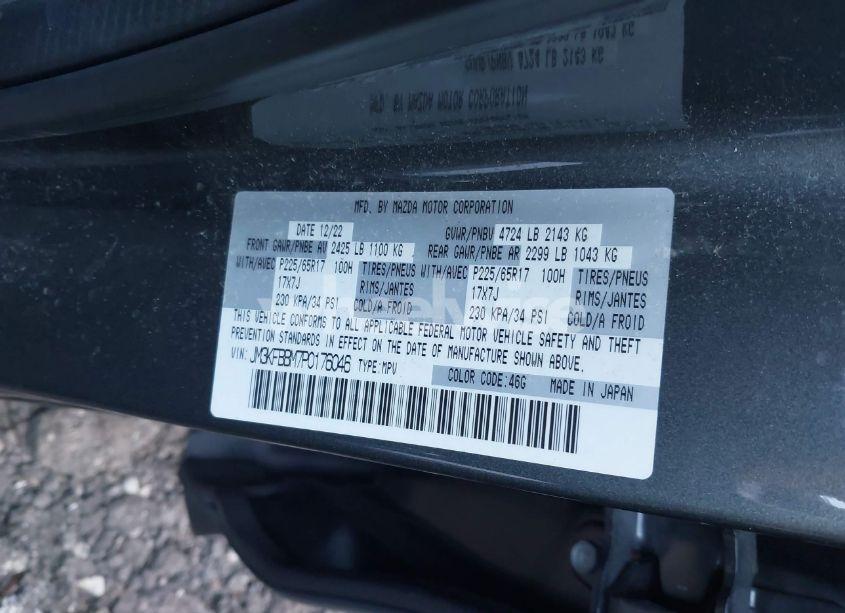 MFD. BY MAZDA MOTOR CORPORATION
DATE 12/22 GVWR/PNBV 4724 LB 2143 KG
FRONT GAWR/PNBE AV 2425 LB 1100 KG REAR GAWR/PNBE AR 2299 LB 1043 KG
WITH/AVEC P225/65R17 100H TIRES/PNEUS WITH/AVEC P225/65R17 100H TIRES/PNEUS
17X7J RIMS/JANTES 17X7J RIMS/JANTES
230 KPA/34 PSI COLD/A FROID 230 KPA/34 PSI COLD/A FROID
THIS VEHICLE CONFORMS TO ALL APPLICABLE FEDERAL MOTOR VEHICLE SAFETY AND THEFT
PREVENTION STANDARDS IN EFFECT ON THE DATE OF MANUFACTURE SHOWN ABOVE.
VIN: JM3KFBBM7P0176046 TYPE:MPV
COLOR CODE:46G MADE IN JAPAN